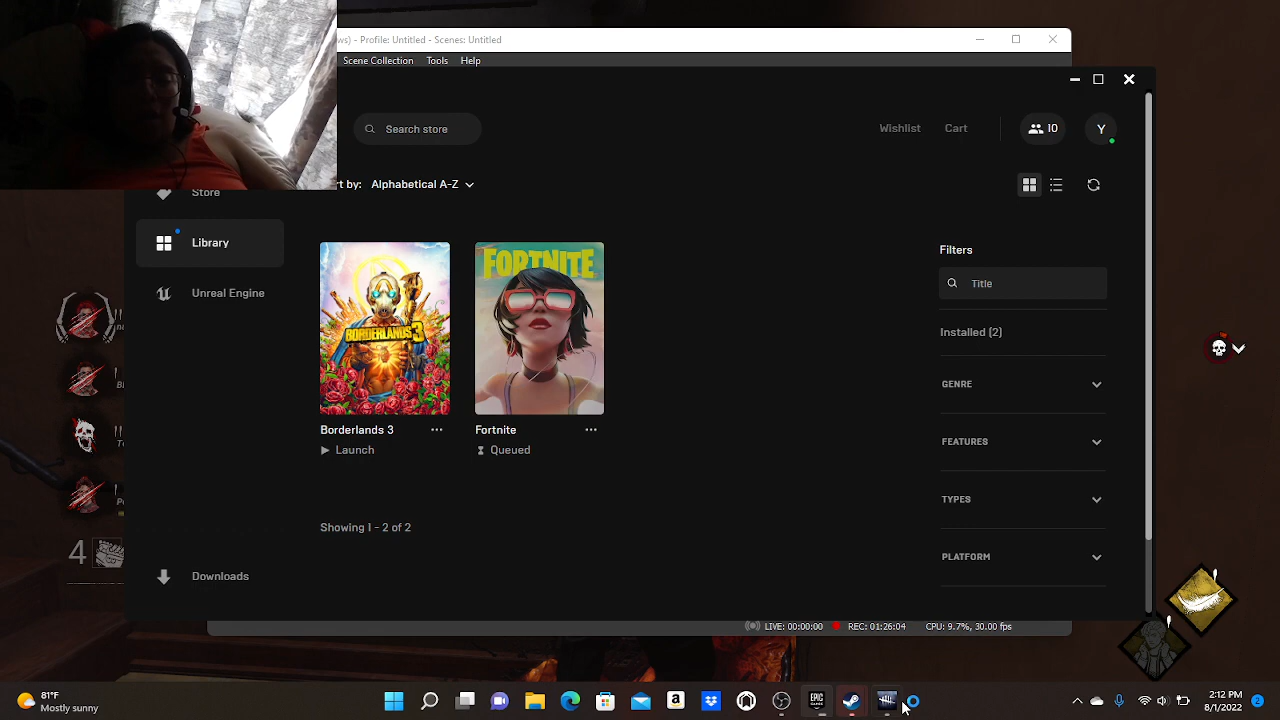 ws) - Profile: Untitled - Scenes: Untitled
Scene Collection Tools Help
Search store
Wishlist
Cart
10
Y
t by: Alphabetical A-Z
Store
Library
Unreal Engine
FORTNITE
BORDERLANDS 3
Borderlands 3 ...
Launch
Fortnite ...
Queued
Showing 1 - 2 of 2
Filters
Title
Installed (2)
GENRE
FEATURES
TYPES
PLATFORM
4
Downloads
LIVE: 00:00:00 REC: 01:26:04 CPU: 9.7%, 30.00 fps
8°F
Mostly sunny
EPIC GAMES
a
2:12 PM
8/1/2022
2